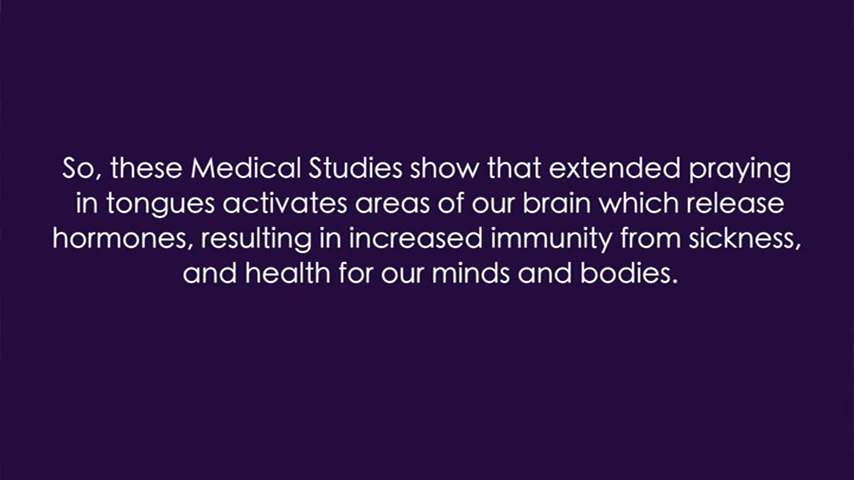 So, these Medical Studies show that extended praying
in tongues activates areas of our brain which release
hormones, resulting in increased immunity from sickness,
and health for our minds and bodies.